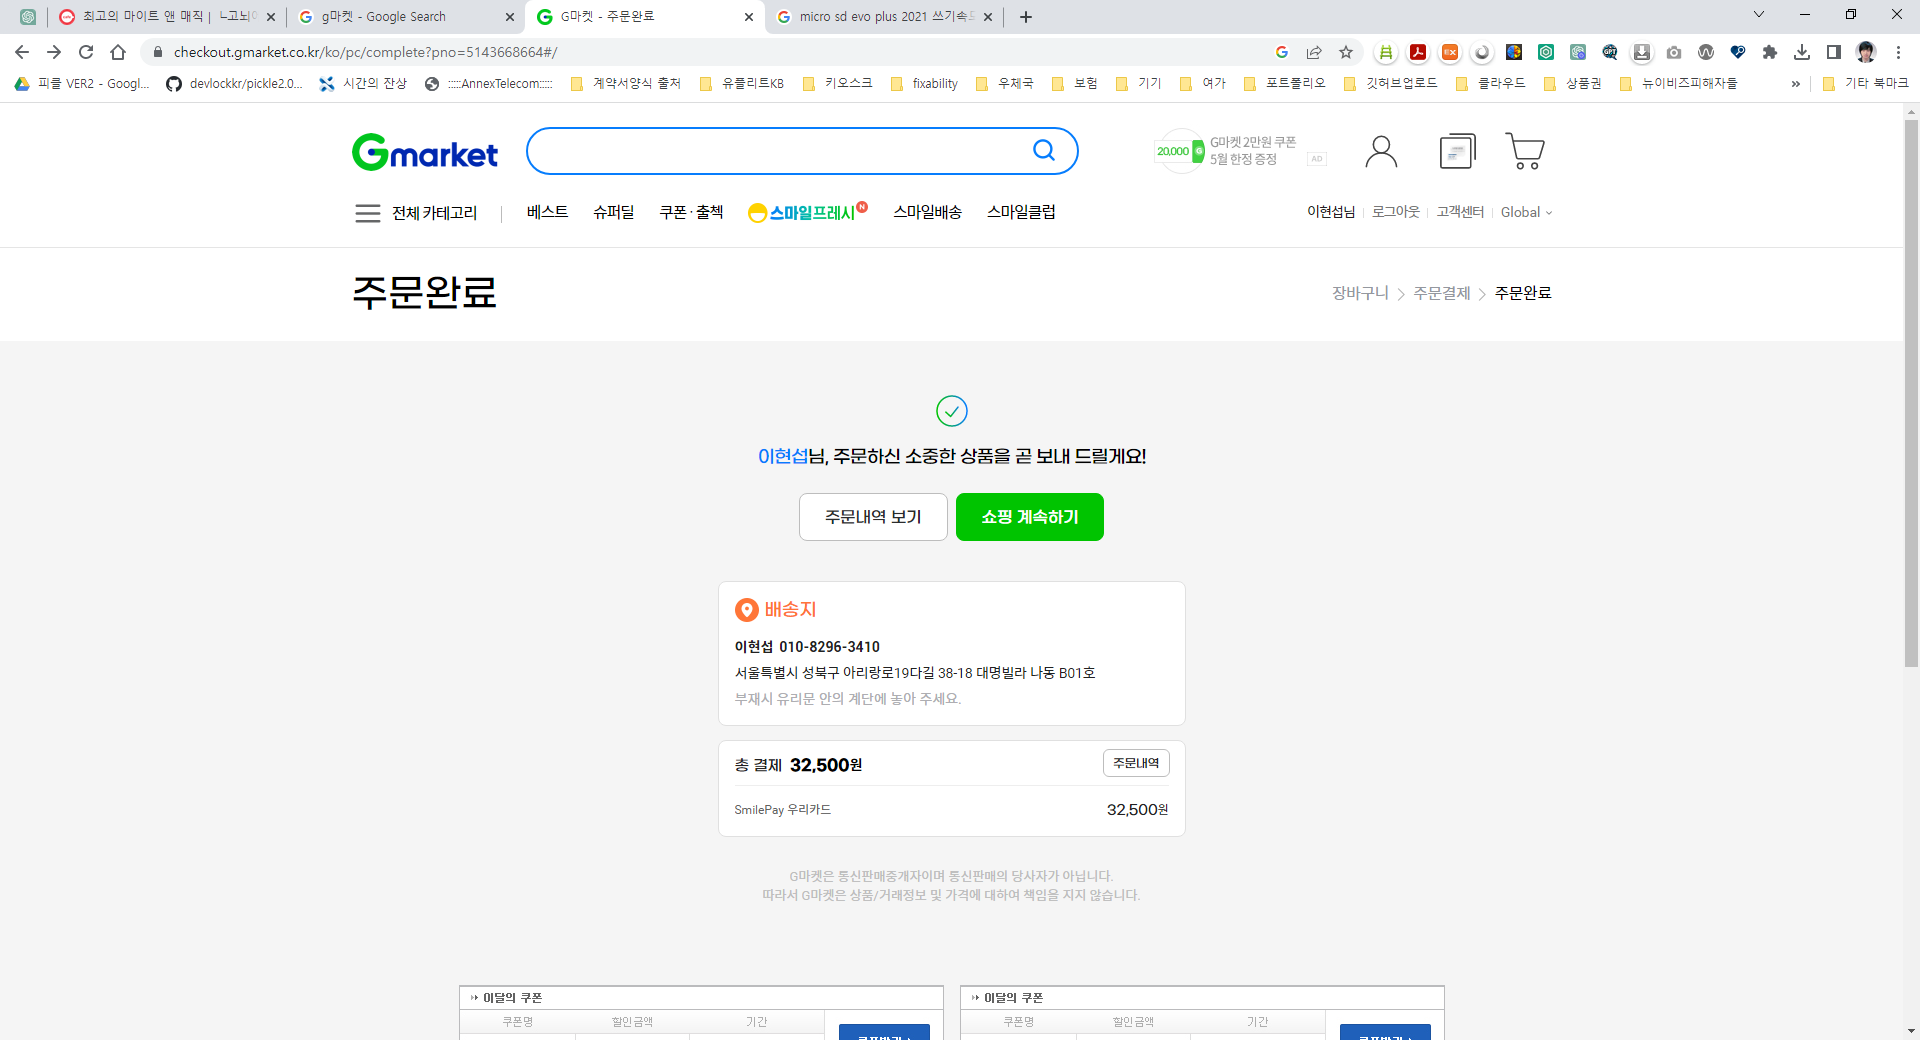 최고의 마이트 앤 매직 | ㄴ고뇌
g마켓 - Google Search
G마켓 - 주문완료
micro sd evo plus 2021 쓰기속도
checkout.gmarket.co.kr/ko/pc/complete?pno=5143668664#/
피클 VER2 - Googl...
devlockkr/pickle2.0...
시간의 잔상
:::::AnnexTelecom:::::
계약서양식 출처
유플리트KB
키오스크
fixability
우체국
보험
기기
여가
포트폴리오
깃허브업로드
클라우드
상품권
뉴이비즈피해자들
»
기타 북마크
Gmarket
20,000 G
G마켓 2만원 쿠폰
5월 한정 증정
AD
전체 카테고리
베스트
슈퍼딜
쿠폰·출첵
스마일프레시 N
스마일배송
스마일클럽
이현섭님
로그아웃
고객센터
Global
주문완료
장바구니 > 주문결제 > 주문완료
이현섭님, 주문하신 소중한 상품을 곧 보내 드릴게요!
주문내역 보기
쇼핑 계속하기
배송지
이현섭 010-8296-3410
서울특별시 성북구 아리랑로19다길 38-18 대명빌라 나동 B01호
부재시 유리문 안의 계단에 놓아 주세요.
총 결제 32,500원
주문내역
SmilePay 우리카드
32,500원
G마켓은 통신판매중개자이며 통신판매의 당사자가 아닙니다.
따라서 G마켓은 상품/거래정보 및 가격에 대하여 책임을 지지 않습니다.
이달의 쿠폰
쿠폰명 할인금액 기간
쿠폰받기
이달의 쿠폰
쿠폰명 할인금액 기간
쿠폰받기